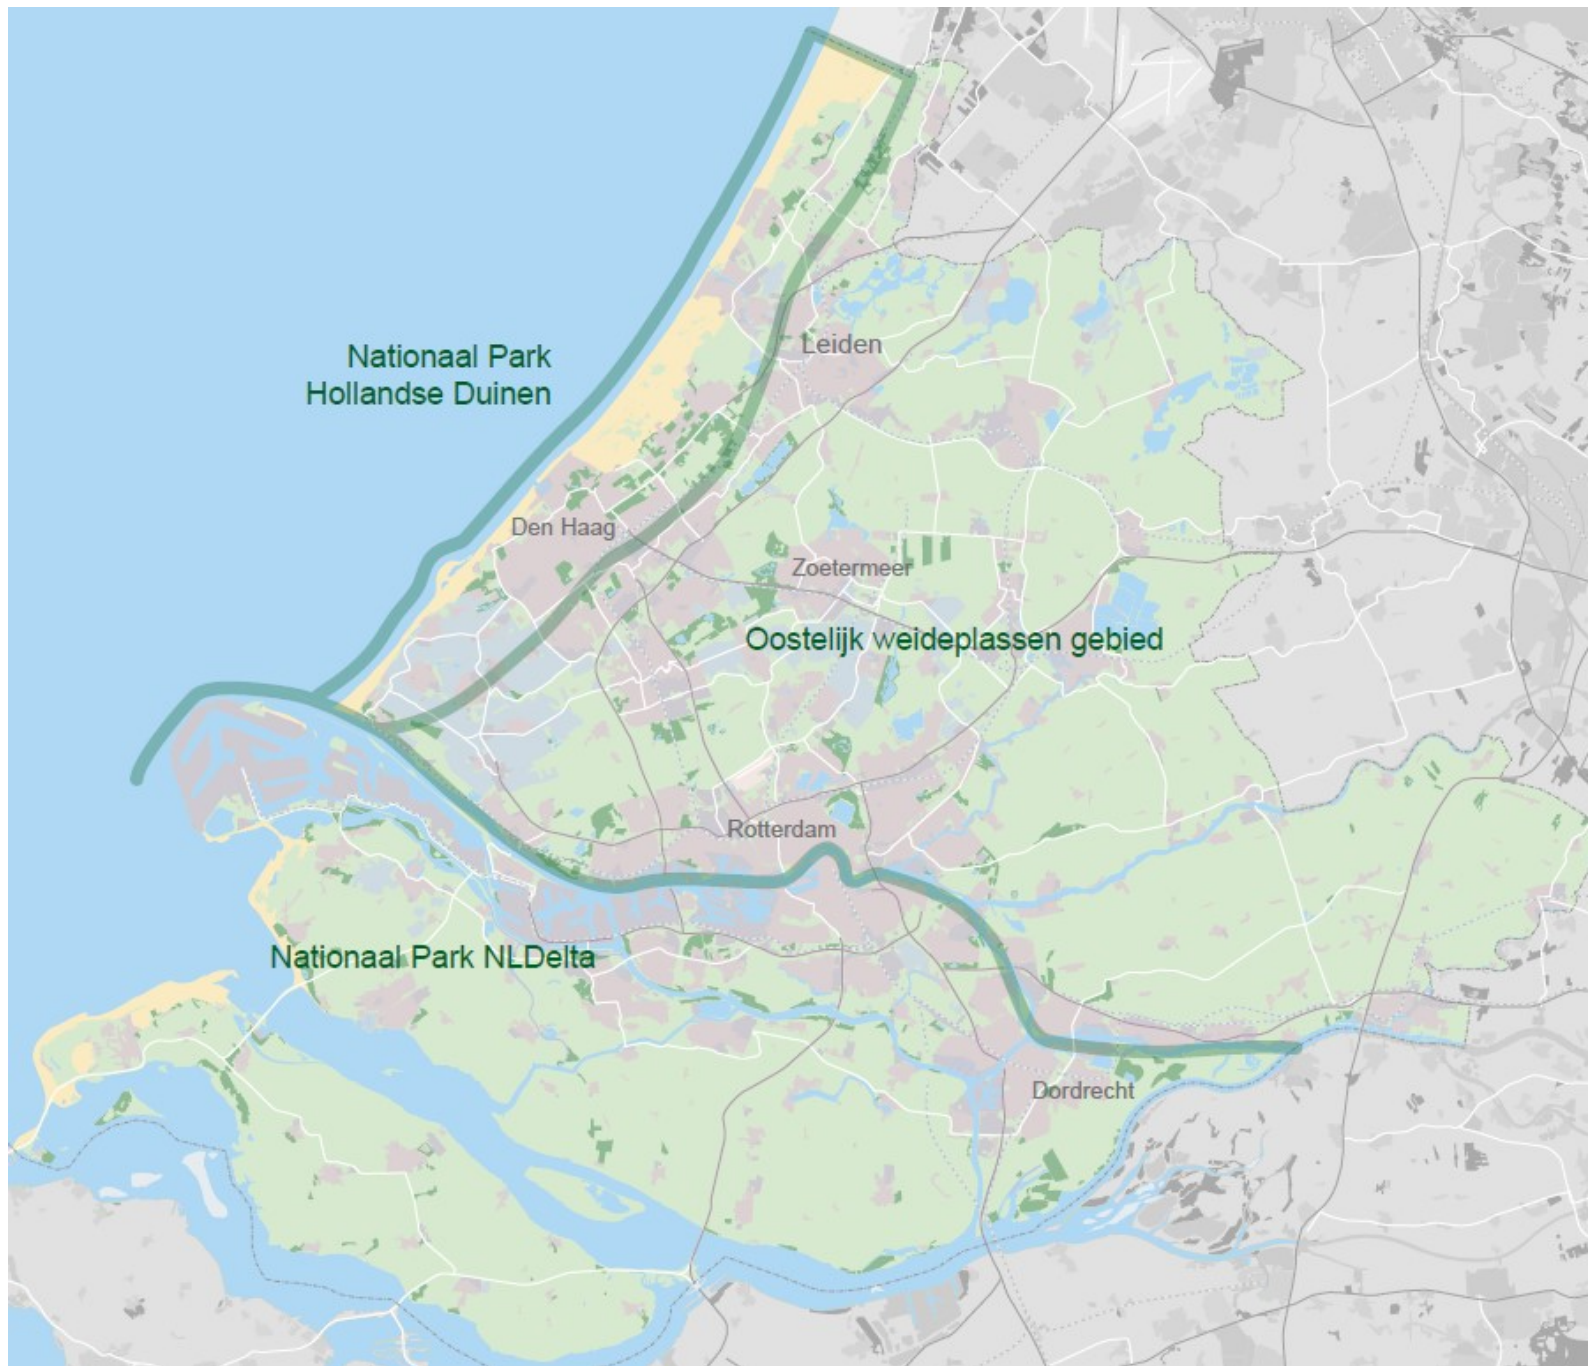 Nationaal Park
Hollandse Duinen
Leiden
Den Haag
Zoetermeer
Oostelijk weideplassen gebied
Rotterdam
Nationaal Park NLDelta
Dordrecht